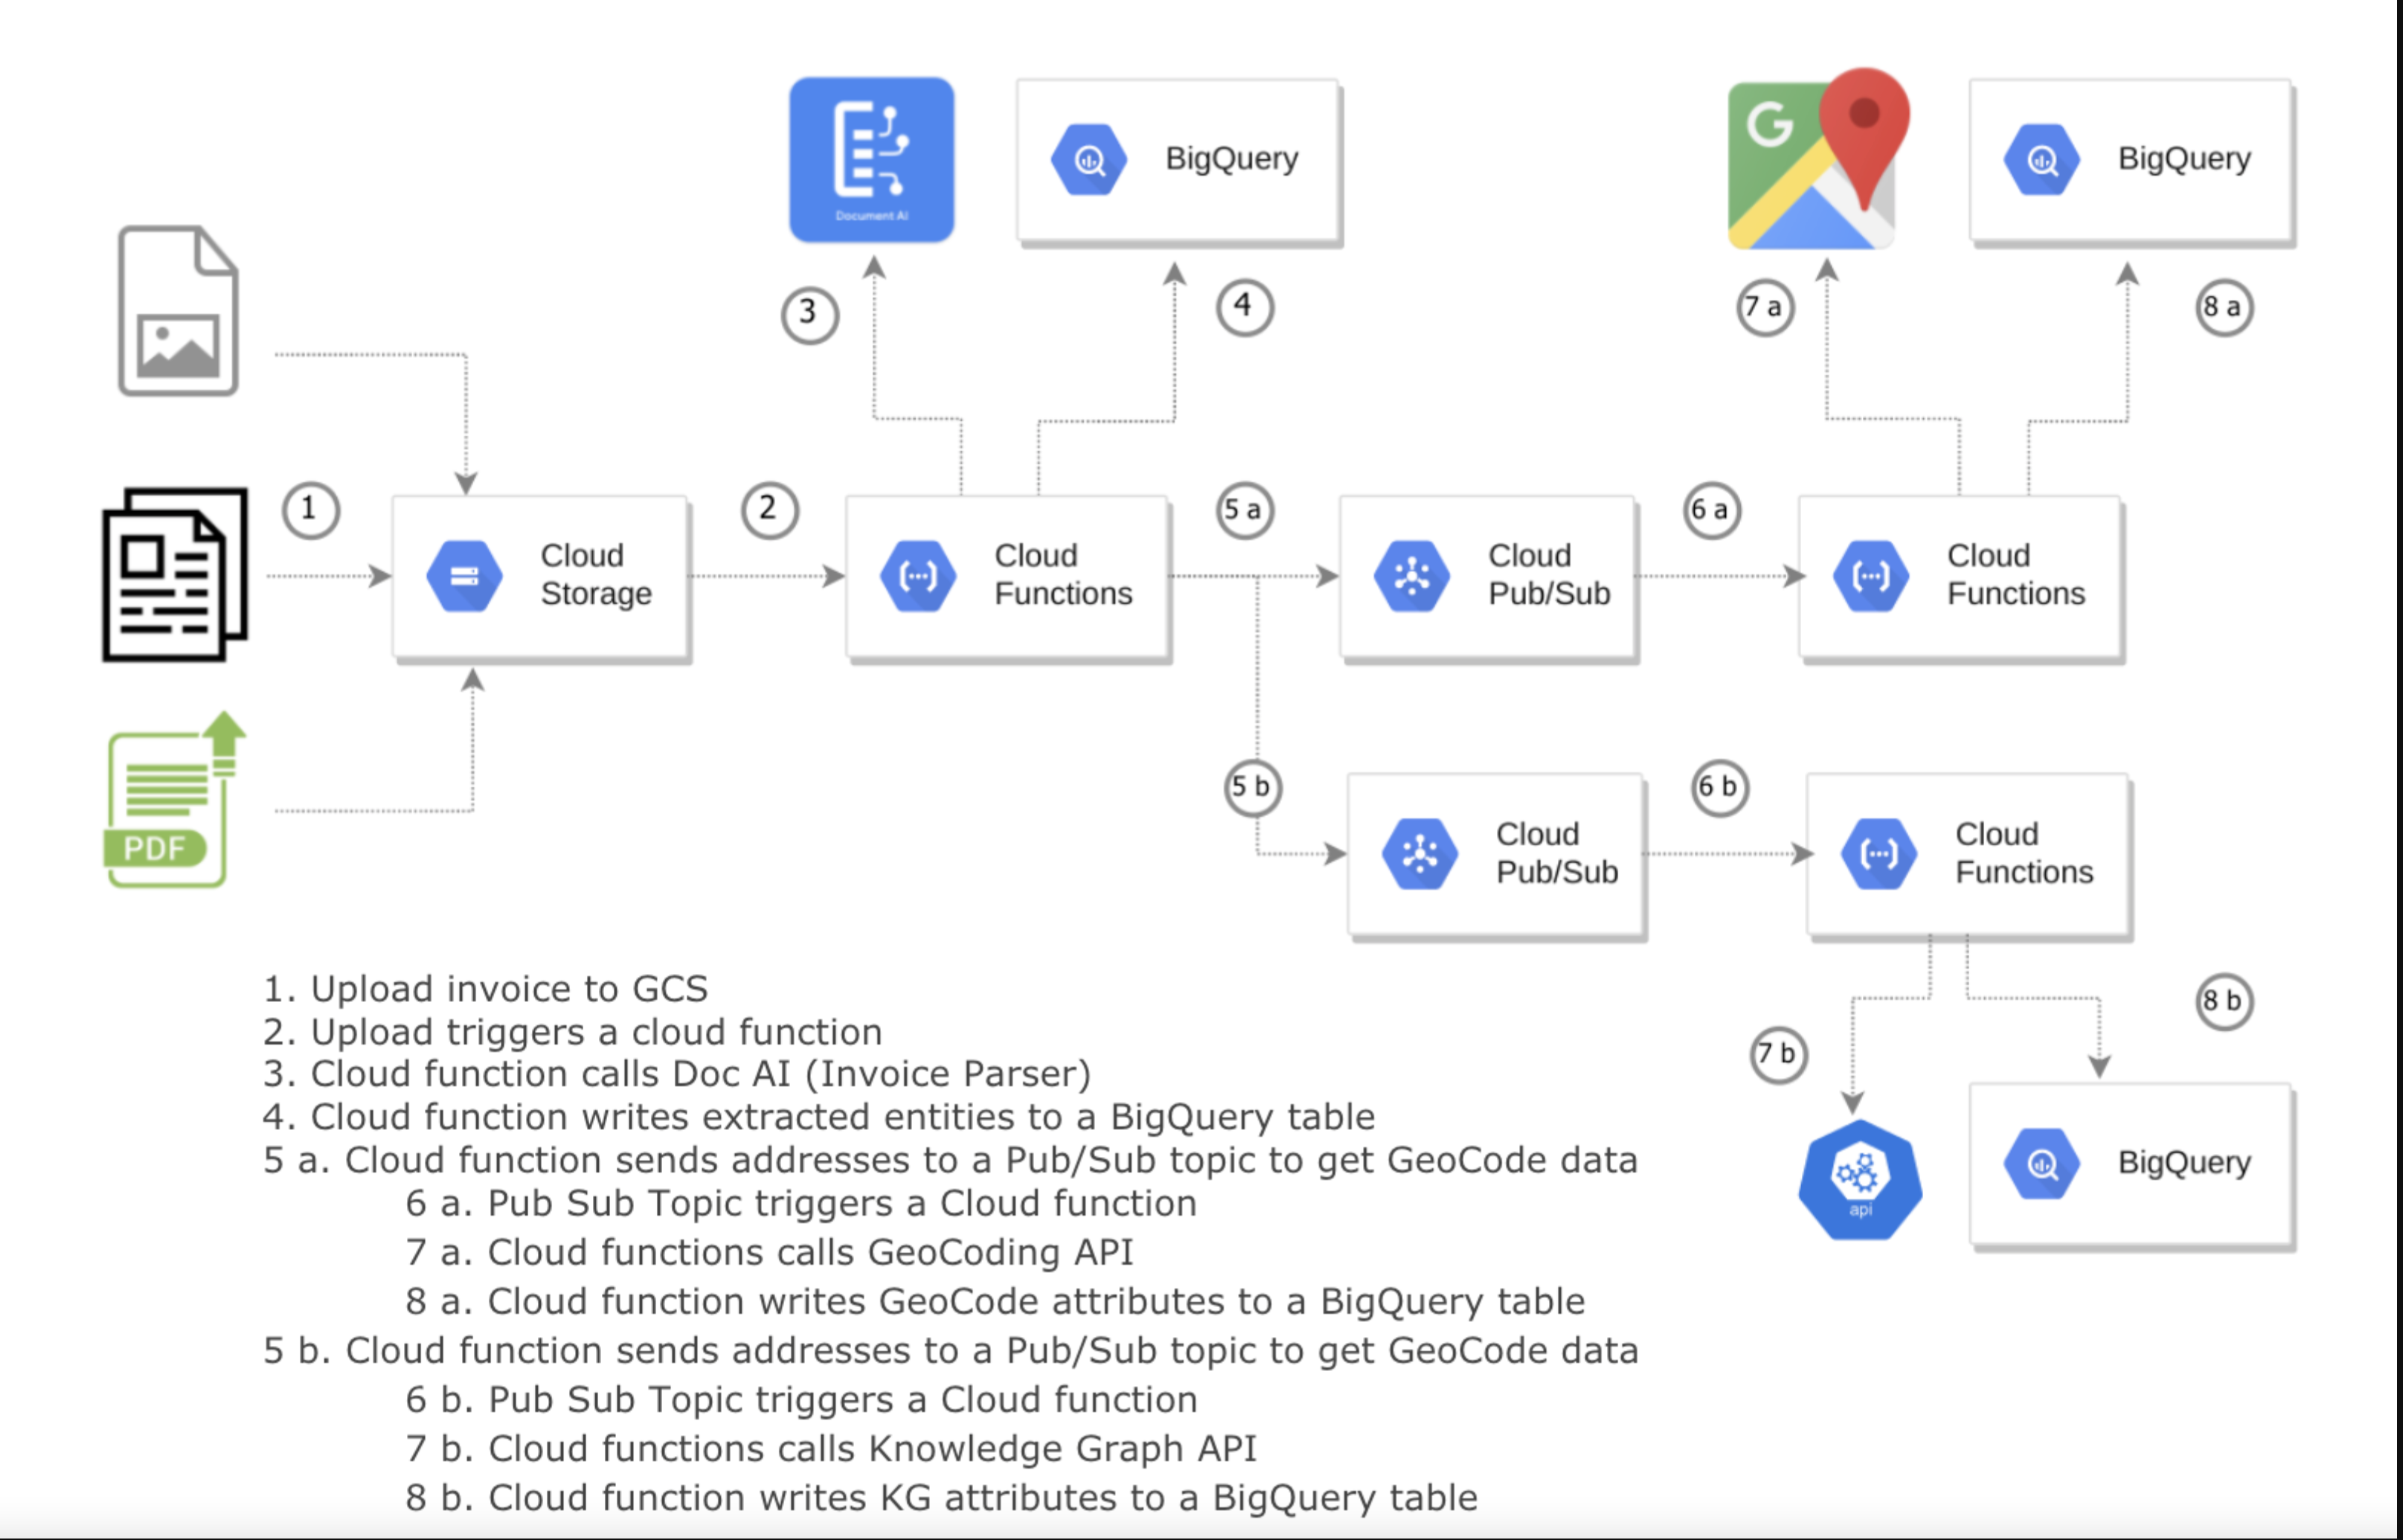 Document AI
BigQuery
G
BigQuery
3
4
7 a
8 a
1
2
5 a
6 a
Cloud
Storage
Cloud
Functions
Cloud
Pub/Sub
Cloud
Functions
PDF
5 b
6 b
Cloud
Pub/Sub
Cloud
Functions
7 b
8 b
api
BigQuery
1. Upload invoice to GCS
2. Upload triggers a cloud function
3. Cloud function calls Doc AI (Invoice Parser)
4. Cloud function writes extracted entities to a BigQuery table
5 a. Cloud function sends addresses to a Pub/Sub topic to get GeoCode data
6 a. Pub Sub Topic triggers a Cloud function
7 a. Cloud functions calls GeoCoding API
8 a. Cloud function writes GeoCode attributes to a BigQuery table
5 b. Cloud function sends addresses to a Pub/Sub topic to get GeoCode data
6 b. Pub Sub Topic triggers a Cloud function
7 b. Cloud functions calls Knowledge Graph API
8 b. Cloud function writes KG attributes to a BigQuery table